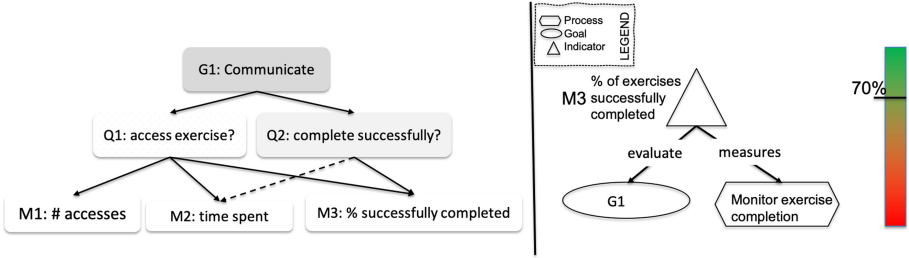 G1: Communicate
Q1: access exercise?
Q2: complete successfully?
M1: # accesses
M2: time spent
M3: % successfully completed
Process
Goal
Indicator
LEGEND
M3
% of exercises
successfully
completed
evaluate
measures
G1
Monitor exercise
completion
70%